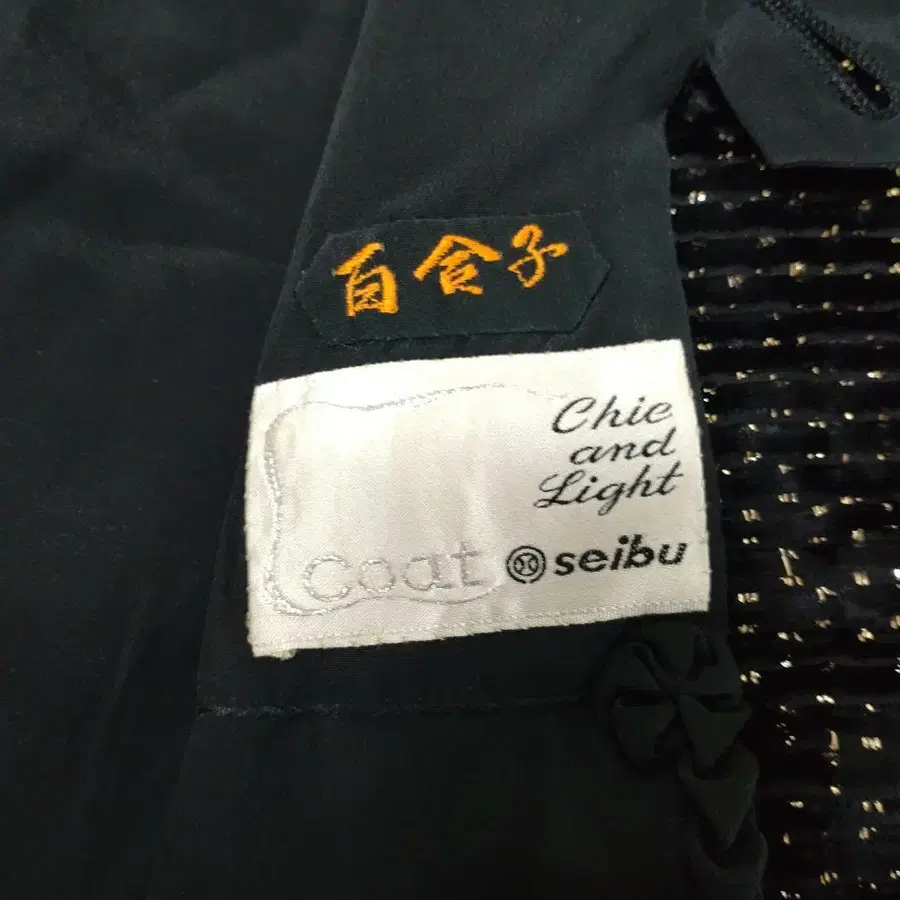 百合子
Chic
and
Light
Coat seibu